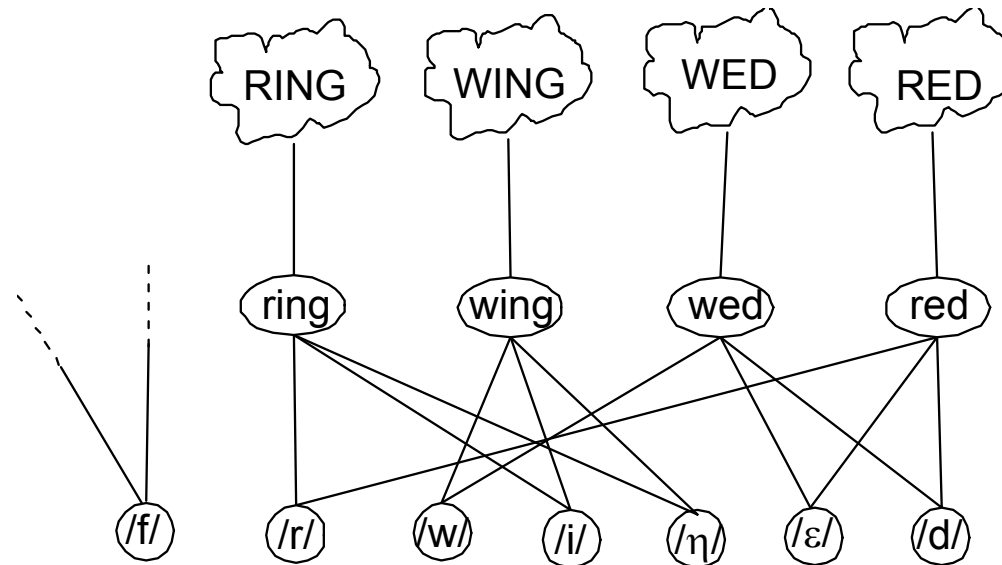 RING WING WED RED
ring wing wed red
/f/ /r/ /w/ /i/ /η/ /ε/ /d/